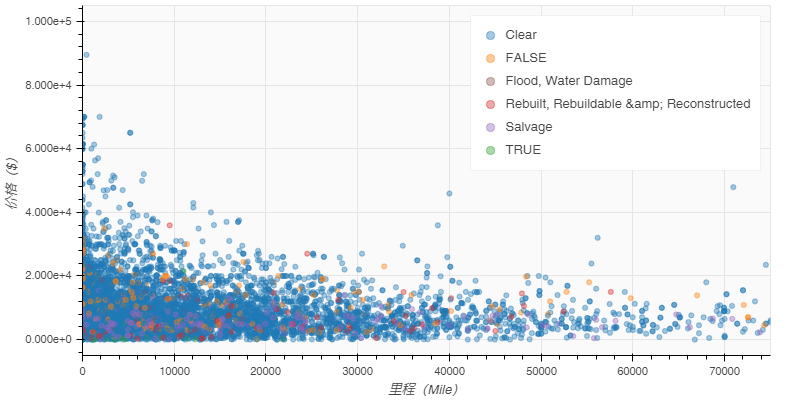 1.000e+5
8.000e+4
6.000e+4
4.000e+4
2.000e+4
0.000e+0
价格 ($)
Clear
FALSE
Flood, Water Damage
Rebuilt, Rebuildable &amp; Reconstructed
Salvage
TRUE
0 10000 20000 30000 40000 50000 60000 70000
里程（Mile）